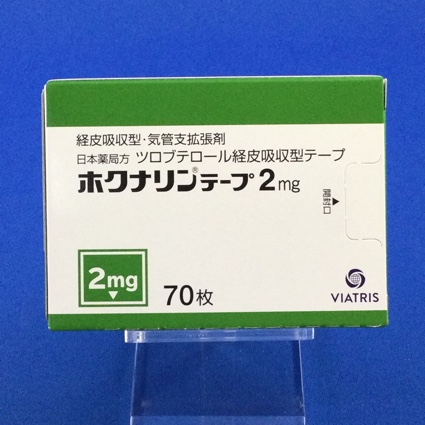 経皮吸収型・気管支拡張剤
日本薬局方 ツロブテロール経皮吸収型テープ
ホクナリン®テープ2mg
開封口
2mg
70枚
VIATRIS